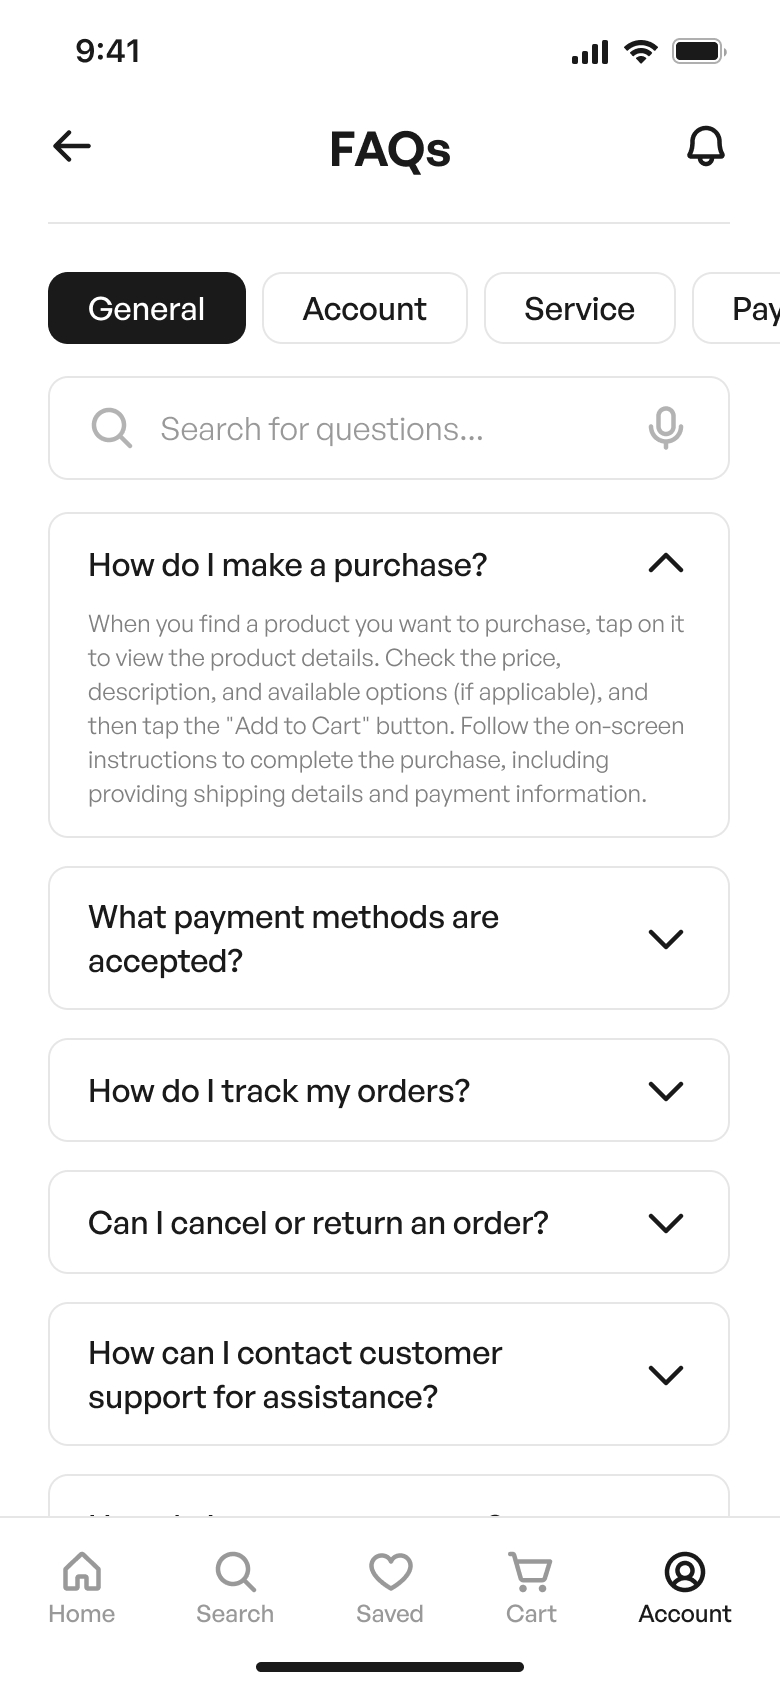 9:41
FAQs
General Account Service Pay
Search for questions...
How do I make a purchase?
When you find a product you want to purchase, tap on it
to view the product details. Check the price,
description, and available options (if applicable), and
then tap the "Add to Cart" button. Follow the on-screen
instructions to complete the purchase, including
providing shipping details and payment information.
What payment methods are
accepted?
How do I track my orders?
Can I cancel or return an order?
How can I contact customer
support for assistance?
Home Search Saved Cart Account